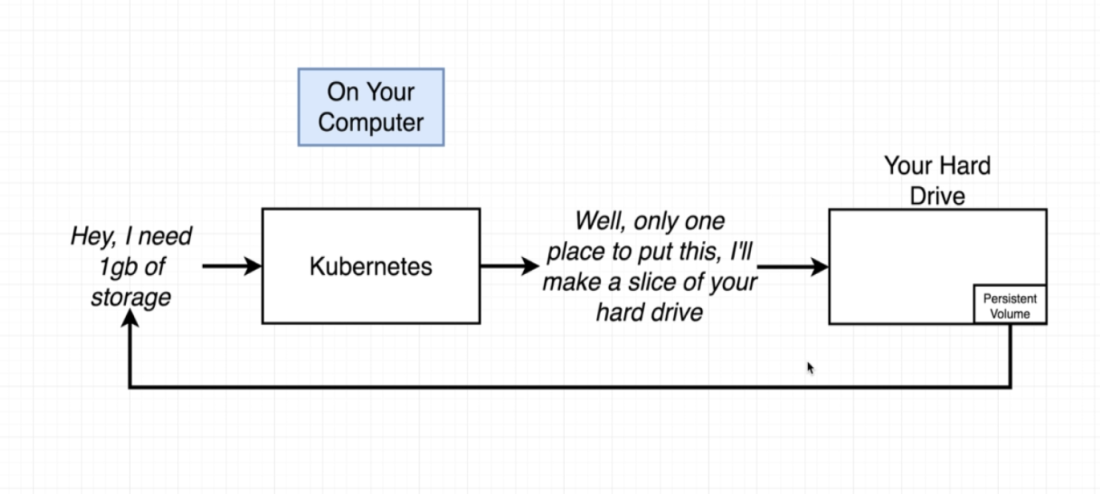 On Your
Computer
Your Hard
Drive
Hey, I need
1gb of
storage
Kubernetes
Well, only one
place to put this, I'll
make a slice of your
hard drive
Persistent
Volume